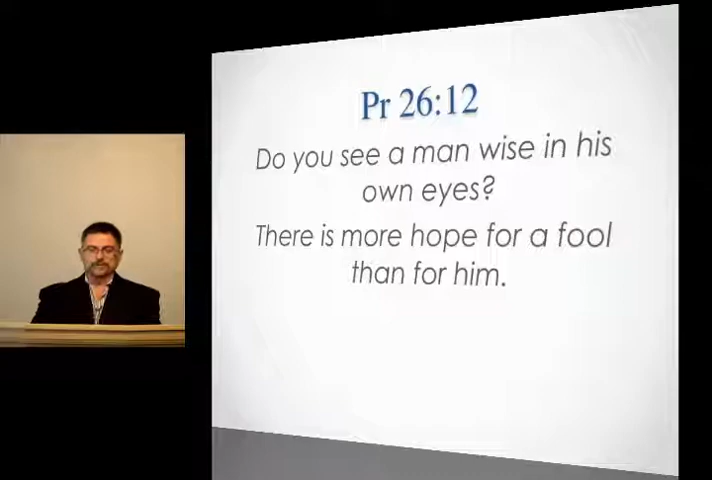 Pr 26:12
Do you see a man wise in his
own eyes?
There is more hope for a fool
than for him.